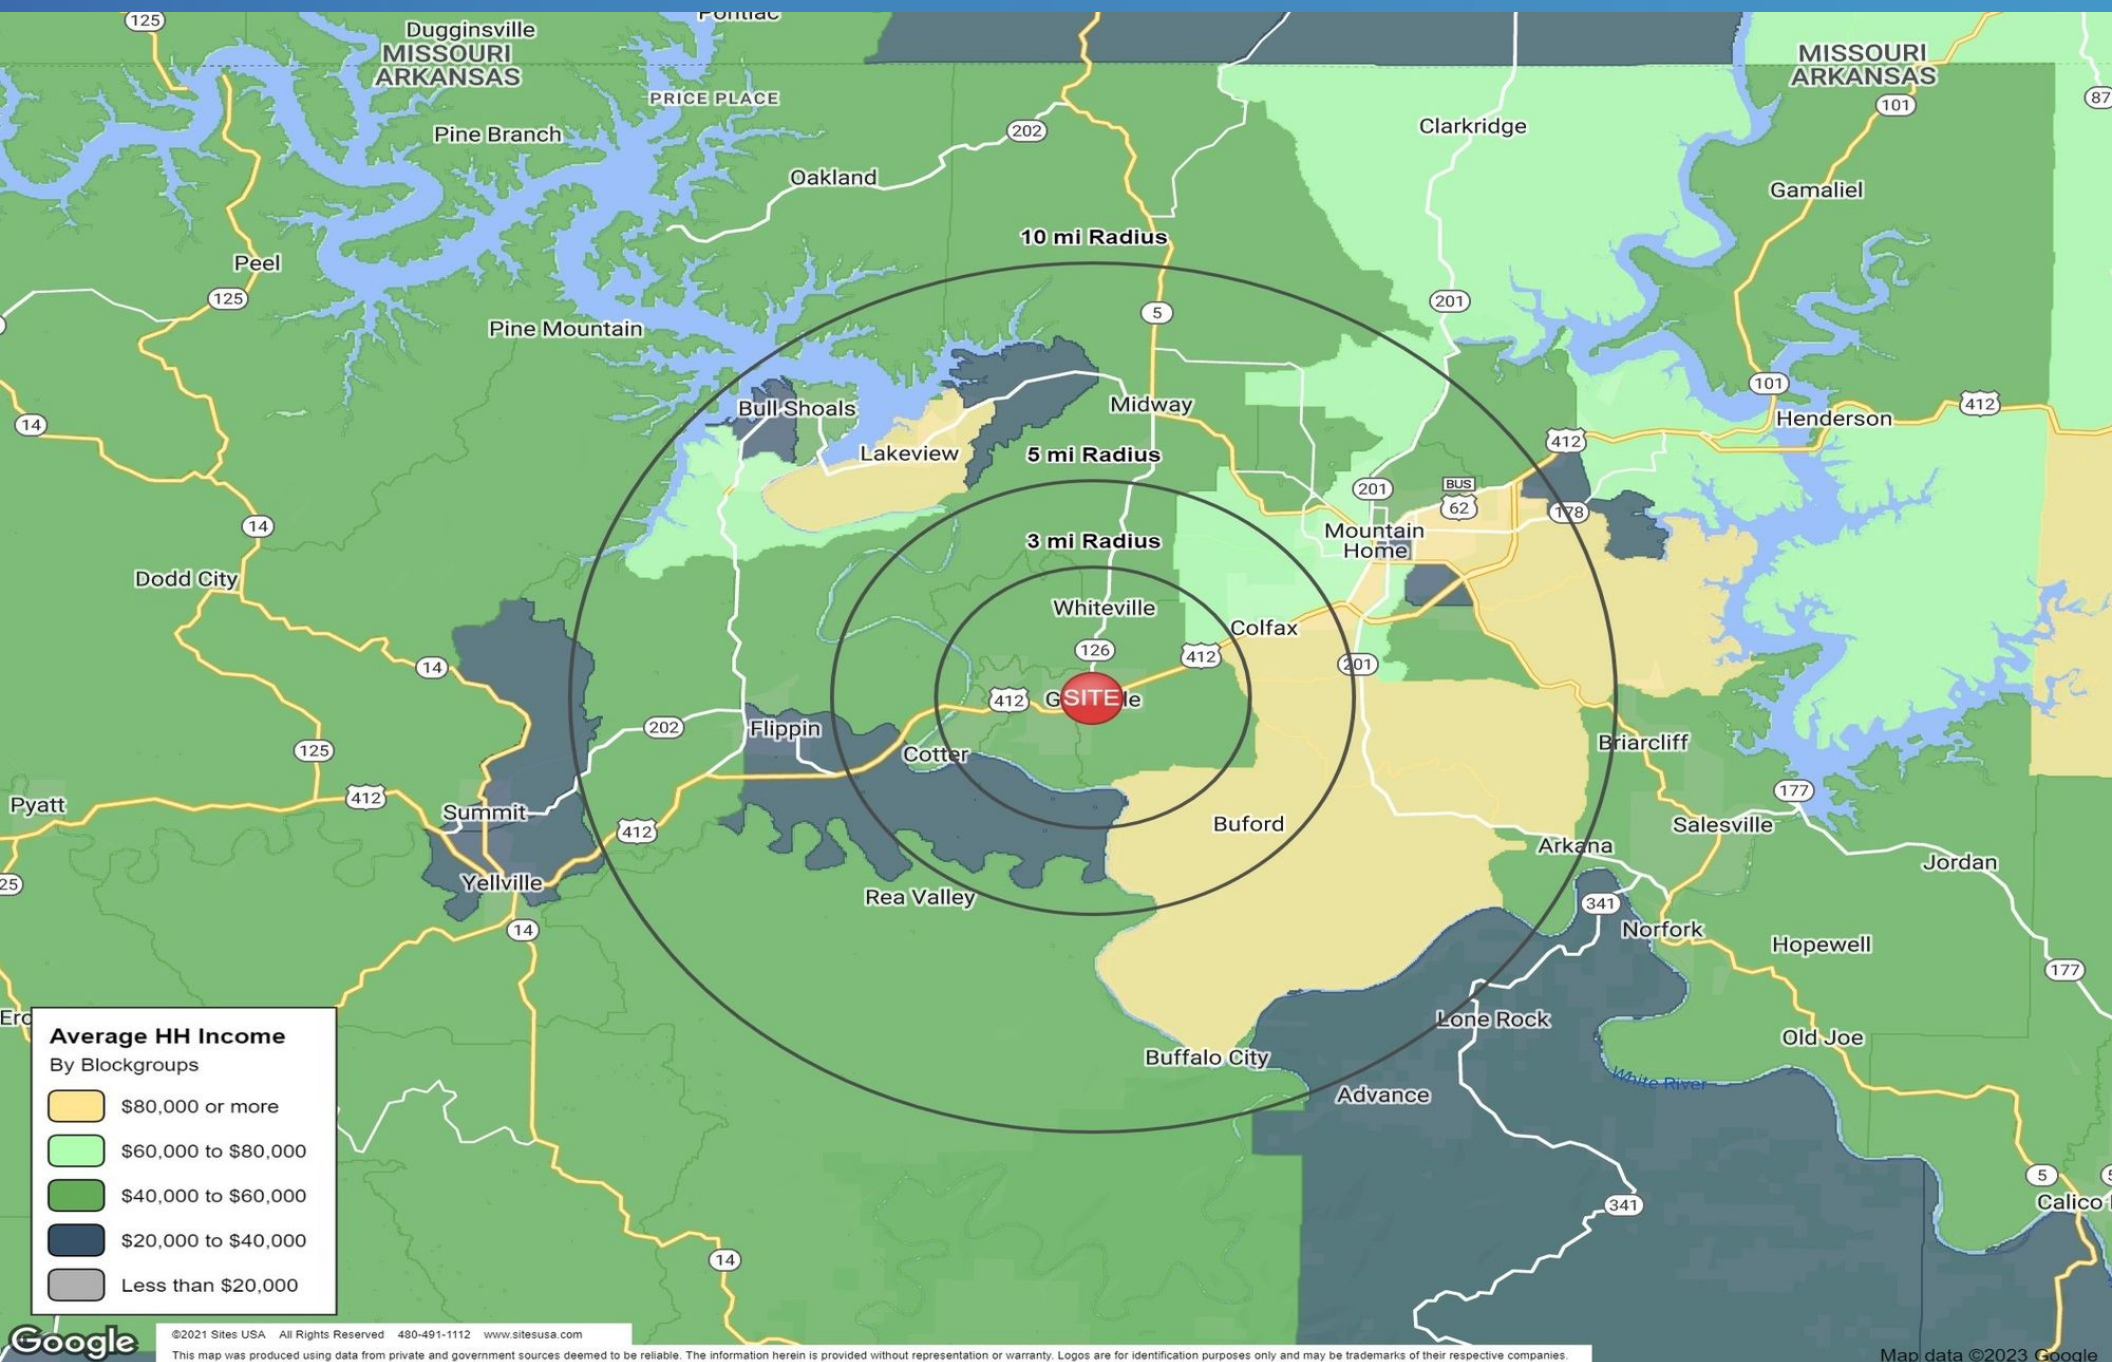 125
Dugginsville
MISSOURI
ARKANSAS
MISSOURI
ARKANSAS
PRICE PLACE
101
87
Pine Branch
202
Clarkridge
Oakland
Gamaliel
10 mi Radius
Peel
125
201
5
Pine Mountain
101
Bull Shoals
Midway
412
Henderson
14
412
Lakeview
5 mi Radius
201
BUS
62
178
14
Mountain
Home
3 mi Radius
Dodd City
Whiteville
Colfax
126
412
201
14
412
SITE
202
Flippin
Briarcliff
125
Cotter
412
177
Pyatt
Summit
412
Buford
Salesville
Arkana
Jordan
Yellville
Rea Valley
341
14
Norfork
Hopewell
177
Lone Rock
Old Joe
Buffalo City
White River
Advance
5
341
Calico
14
Average HH Income
By Blockgroups
$80,000 or more
$60,000 to $80,000
$40,000 to $60,000
$20,000 to $40,000
Less than $20,000
Google
©2021 Sites USA All Rights Reserved 480-491-1112 www.sitesusa.com
This map was produced using data from private and government sources deemed to be reliable. The information herein is provided without representation or warranty. Logos are for identification purposes only and may be trademarks of their respective companies.
Map data ©2023 Google